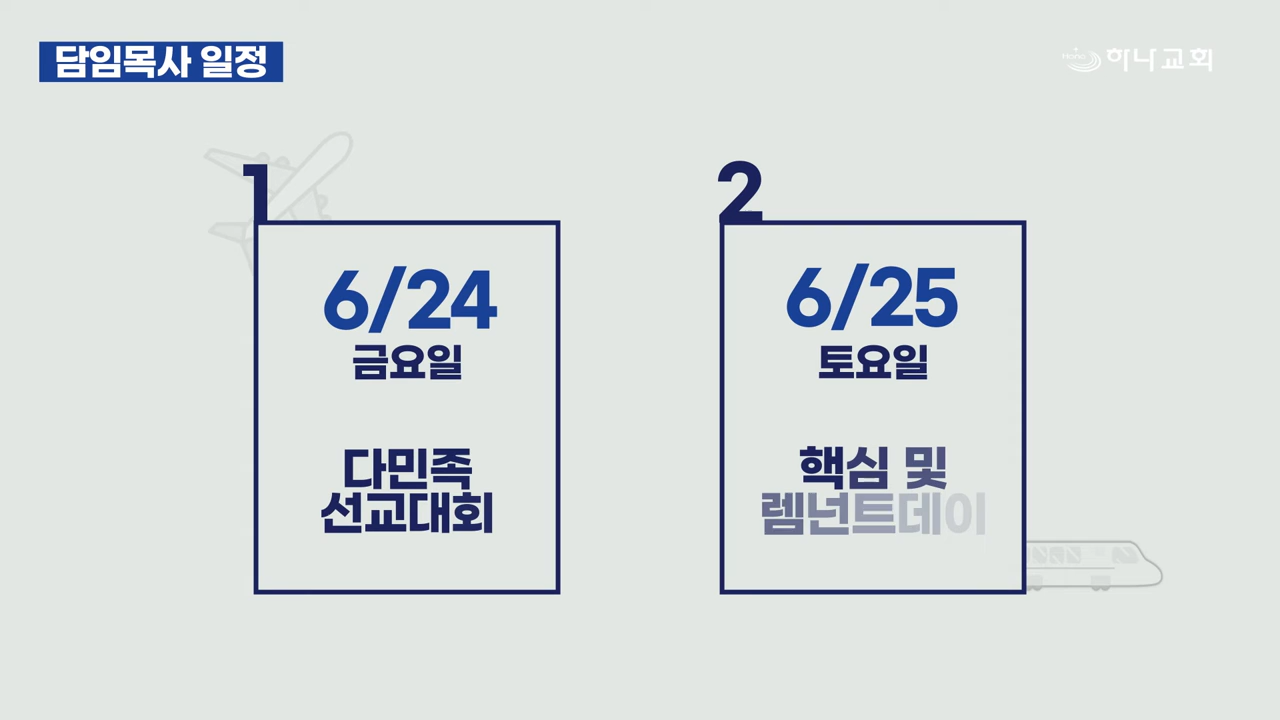 담임목사 일정
하나교회
1
6/24
금요일
다민족
선교대회
2
6/25
토요일
핵심 및
렘넌트데이